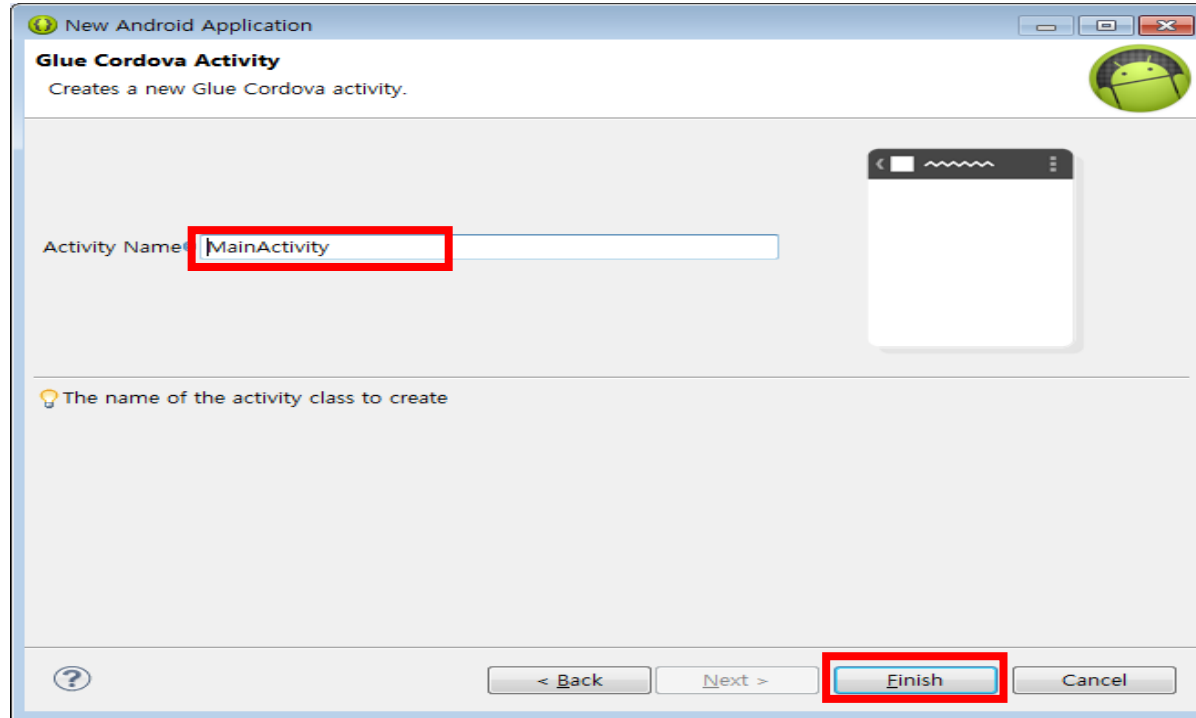 New Android Application
Glue Cordova Activity
Creates a new Glue Cordova activity.
Activity Name MainActivity
The name of the activity class to create
< Back Next > Finish Cancel